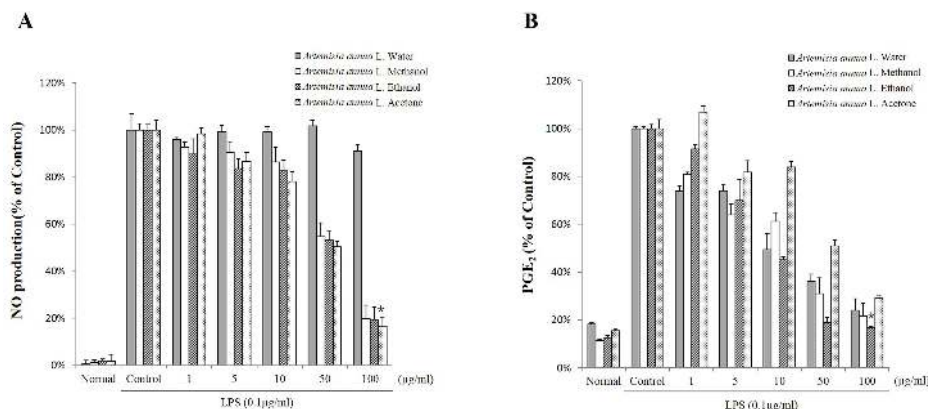 A
Artemisia annua L. Water
Artemisia annua L. Methanol
Artemisia annua L. Ethanol
Artemisia annua L. Acetone
NO production(% of Control)
120%
100%
80%
60%
40%
20%
0%
*
Normal Control 1 5 10 50 100 (μg/ml)
LPS (0.1μg/ml)
B
Artemisia annua L. Water
Artemisia annua L. Methanol
Artemisia annua L. Ethanol
Artemisia annua L. Acetone
PGE₂ (% of Control)
120%
100%
80%
60%
40%
20%
0%
*
Normal Control 1 5 10 50 100 (μg/ml)
LPS (0.1μg/ml)